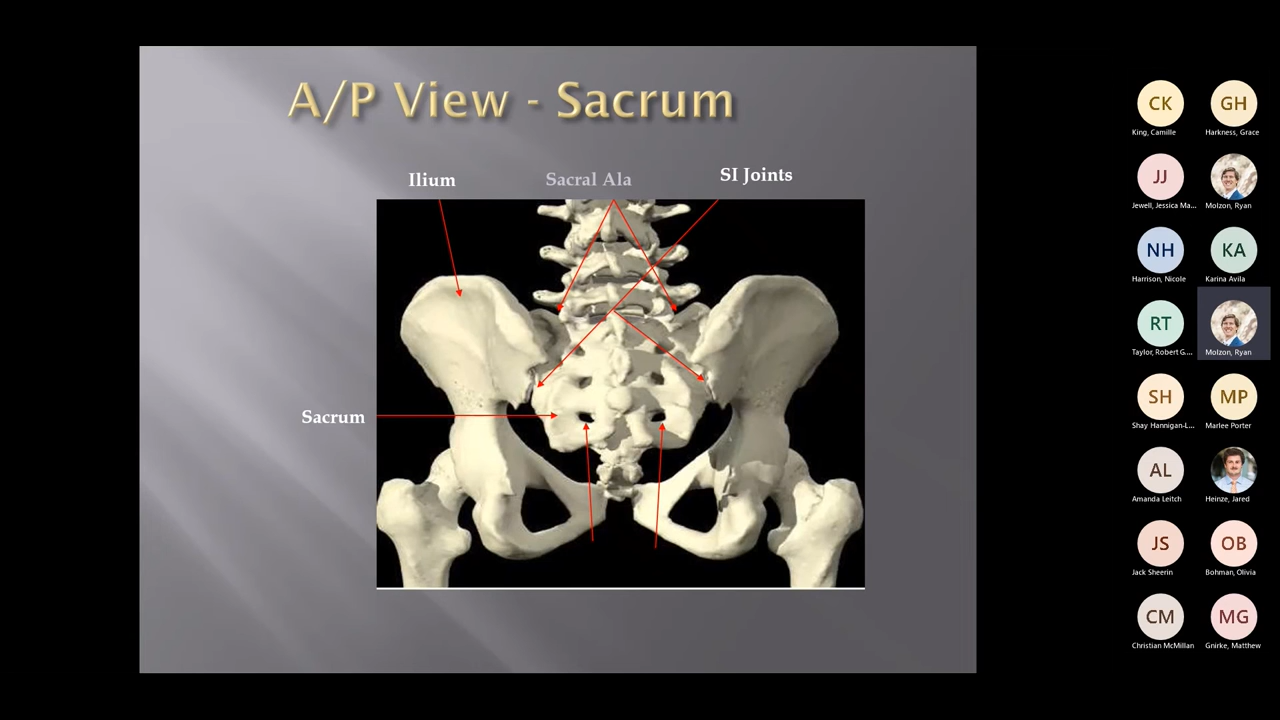 A/P View - Sacrum
Ilium
Sacral Ala
SI Joints
Sacrum
CK
GH
King, Camille
Harkness, Grace
JJ
Jewell, Jessica Ma...
Molzon, Ryan
NH
KA
Harrison, Nicole
Karina Avila
RT
Taylor, Robert G....
Molzon, Ryan
SH
MP
Shay Hannigan-L...
Marlee Porter
AL
Amanda Leitch
Heinze, Jared
JS
OB
Jack Sheerin
Bohman, Olivia
CM
MG
Christian McMillan
Gnirke, Matthew